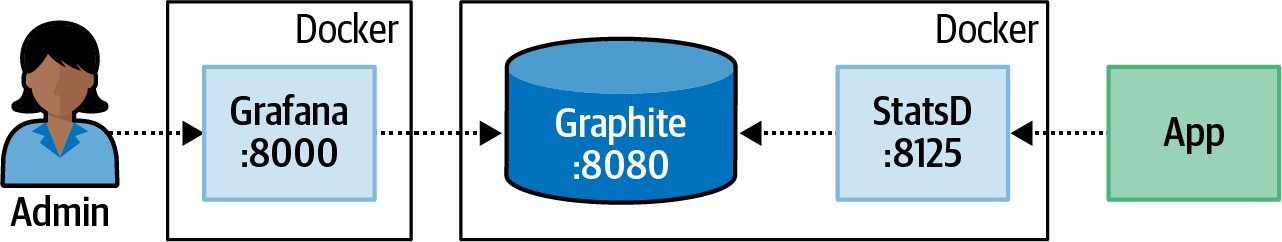 Admin
Docker
Grafana
:8000
Docker
Graphite
:8080
StatsD
:8125
App